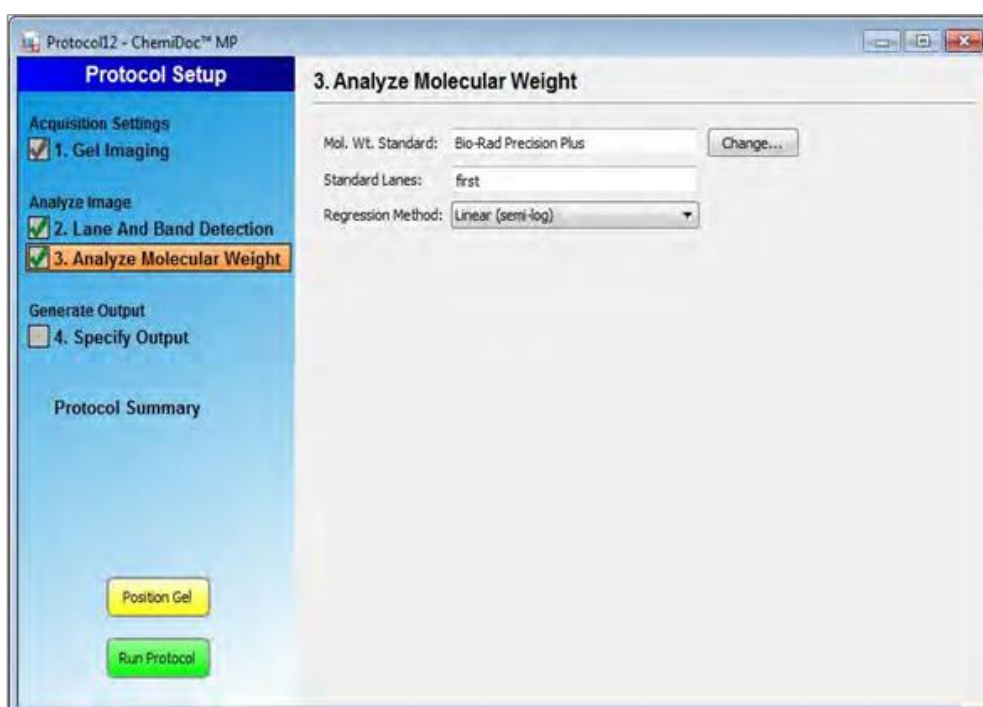 Protocol12 - ChemiDoc™ MP
Protocol Setup
Acquisition Settings
1. Gel Imaging
Analyze Image
2. Lane And Band Detection
3. Analyze Molecular Weight
Generate Output
4. Specify Output
Protocol Summary
Position Gel
Run Protocol
3. Analyze Molecular Weight
Mol. Wt. Standard: Bio-Rad Precision Plus Change...
Standard Lanes: first
Regression Method: Linear (semi-log)